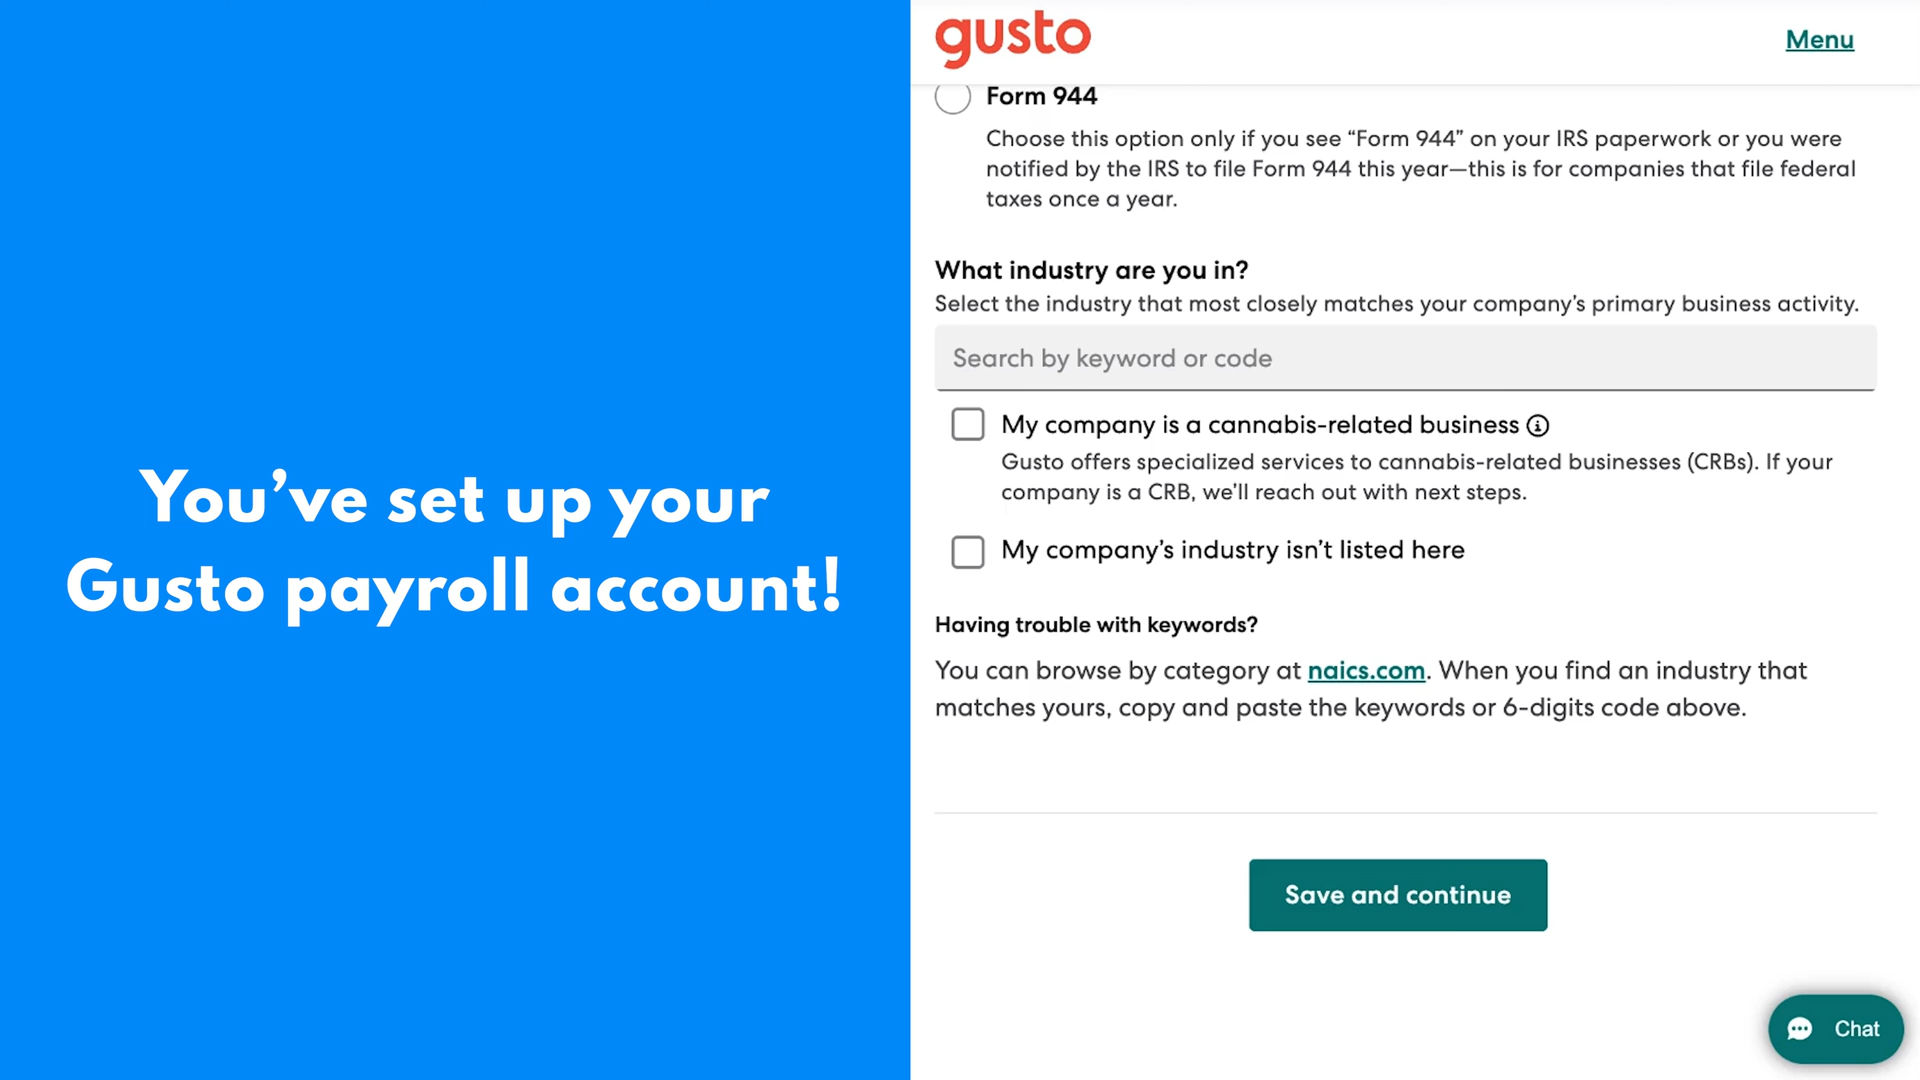 You’ve set up your
Gusto payroll account!
gusto
Menu
Form 944
Choose this option only if you see “Form 944” on your IRS paperwork or you were
notified by the IRS to file Form 944 this year—this is for companies that file federal
taxes once a year.
What industry are you in?
Select the industry that most closely matches your company’s primary business activity.
Search by keyword or code
My company is a cannabis-related business
Gusto offers specialized services to cannabis-related businesses (CRBs). If your
company is a CRB, we’ll reach out with next steps.
My company’s industry isn’t listed here
Having trouble with keywords?
You can browse by category at naics.com. When you find an industry that
matches yours, copy and paste the keywords or 6-digits code above.
Save and continue
Chat